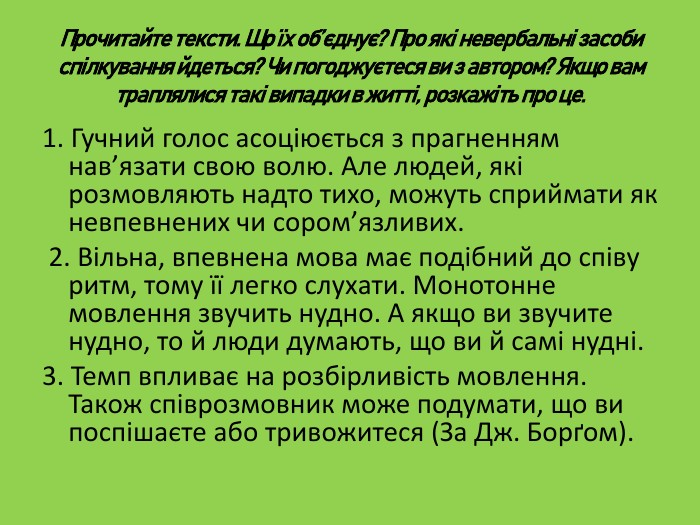 Прочитайте тексти. Що їх об’єднує? Про які невербальні засоби
спілкування йдеться? Чи погоджуєтеся ви з автором? Якщо вам
траплялися такі випадки в житті, розкажіть про це.
1. Гучний голос асоціюється з прагненням
нав’язати свою волю. Але людей, які
розмовляють надто тихо, можуть сприймати як
невпевнених чи сором’язливих.
2. Вільна, впевнена мова має подібний до співу
ритм, тому її легко слухати. Монотонне
мовлення звучить нудно. А якщо ви звучите
нудно, то й люди думають, що ви й самі нудні.
3. Темп впливає на розбірливість мовлення.
Також співрозмовник може подумати, що ви
поспішаєте або тривожитеся (За Дж. Борґом).